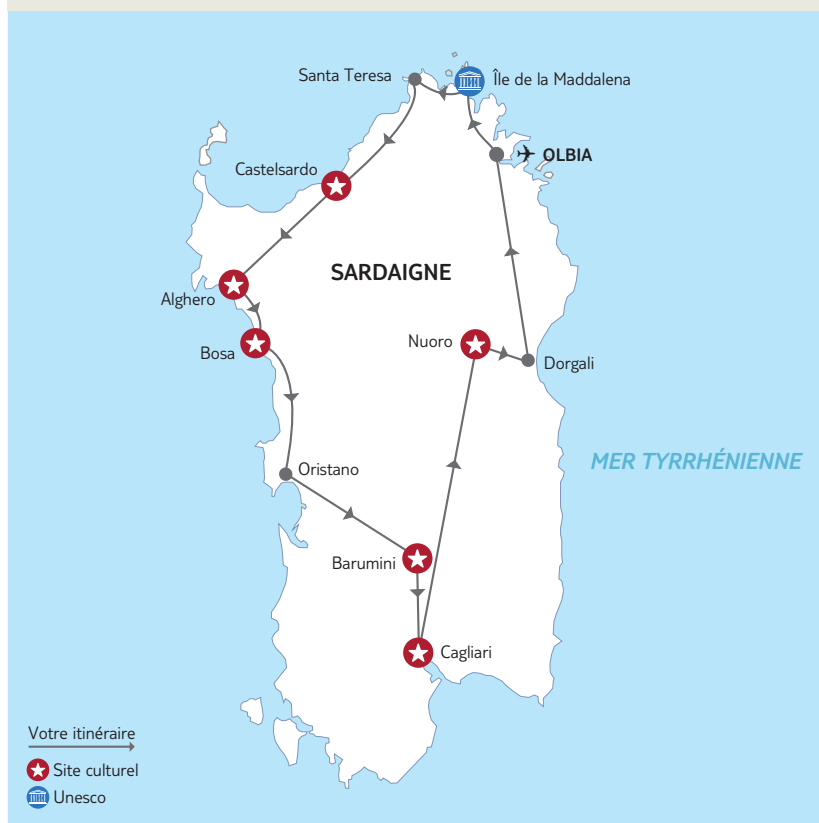 Santa Teresa
Île de la Maddalena
OLBIA
Castelsardo
SARDAIGNE
Alghero
Bosa
Nuoro
Dorgali
MER TYRRHÉNIENNE
Oristano
Barumini
Cagliari
Votre itinéraire
Site culturel
Unesco